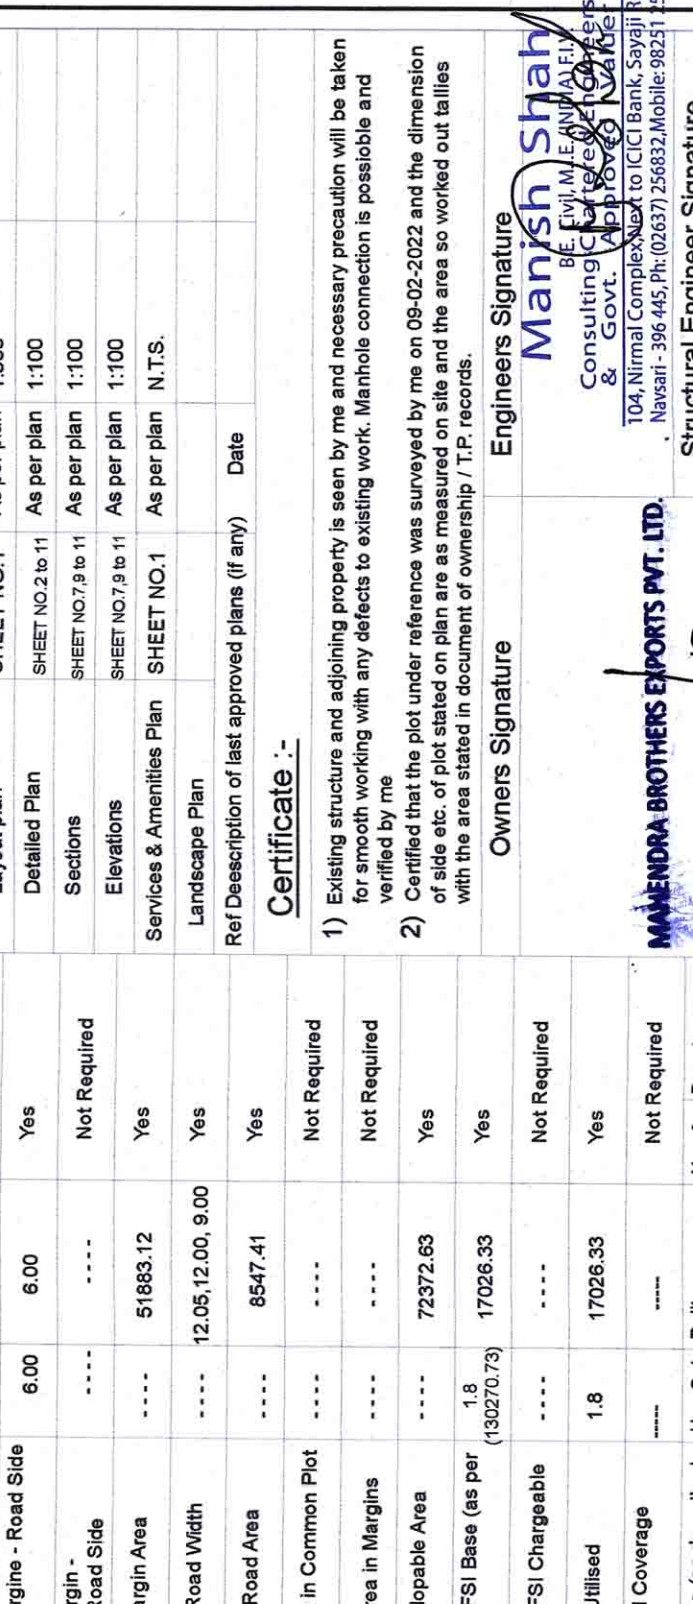 rgine - Road Side 6.00 6.00 Yes
rgin -
Road Side ---- ---- Not Required
rgin Area ---- 51883.12 Yes
Road Width ---- 12.05,12.00, 9.00 Yes
Road Area ---- 8547.41 Yes
in Common Plot ---- ---- Not Required
rea in Margins ---- ---- Not Required
lopable Area ---- 72372.63 Yes
FSI Base (as per 1.8 17026.33 Yes
(130270.73)
FSI Chargeable ---- ---- Not Required
Utilised 1.8 17026.33 Yes
l Coverage ----- ----- Not Required
Detailed Plan SHEET NO.2 to 11 As per plan 1:100
Sections SHEET NO.7,9 to 11 As per plan 1:100
Elevations SHEET NO.7,9 to 11 As per plan 1:100
Services & Amenities Plan SHEET NO.1 As per plan N.T.S.
Landscape Plan
Ref Deescription of last approved plans (if any) Date
Certificate :-
1) Existing structure and adjoining property is seen by me and necessary precaution will be taken
for smooth working with any defects to existing work. Manhole connection is possioble and
verified by me
2) Certified that the plot under reference was surveyed by me on 09-02-2022 and the dimension
of side etc. of plot stated on plan are as measured on site and the area so worked out tallies
with the area stated in document of ownership / T.P. records.
Owners Signature Engineers Signature
Manish Shah
B.E. Civil, M.I.E. (INDIA) F.I.V.
Consulting Chartered Engineers
& Govt. Approved Valuer
104, Nirmal Complex, Next to ICICI Bank, Sayaji R
Navsari - 396 445, Ph: (02637) 256832, Mobile: 98251
MAHENDRA BROTHERS EXPORTS PVT. LTD.
Structural Engineer Signature